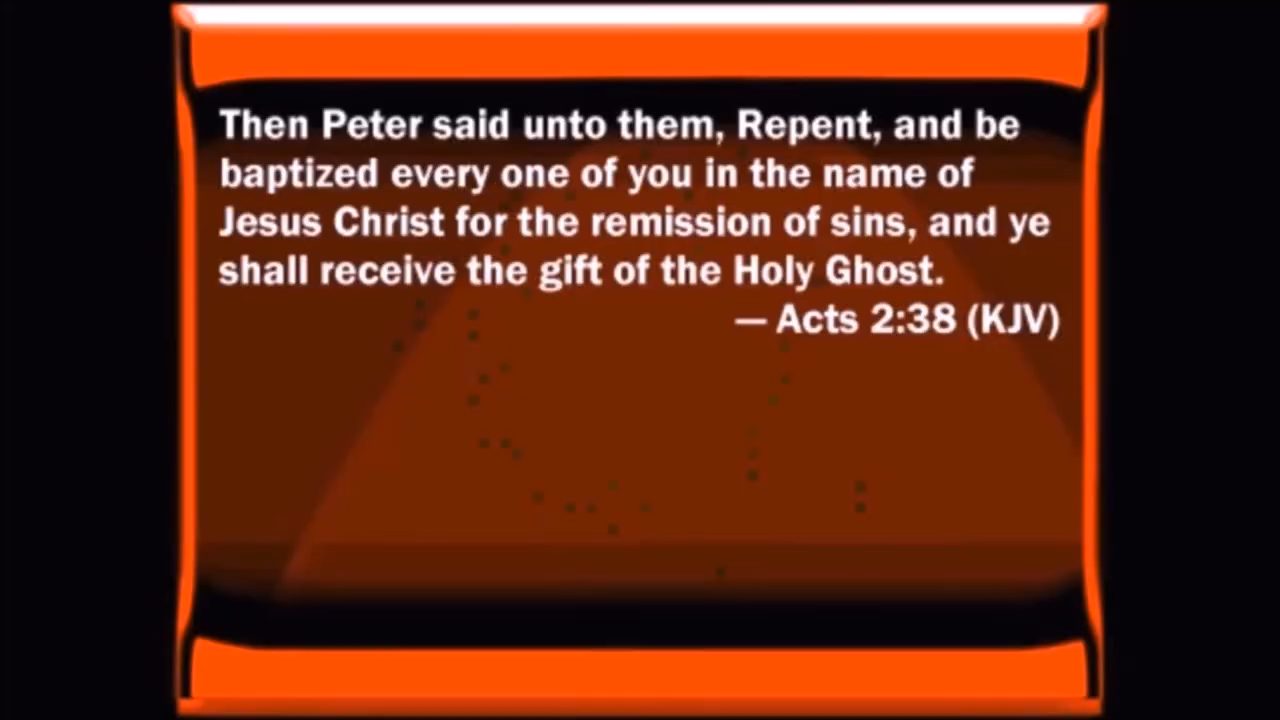 Then Peter said unto them, Repent, and be
baptized every one of you in the name of
Jesus Christ for the remission of sins, and ye
shall receive the gift of the Holy Ghost.
— Acts 2:38 (KJV)